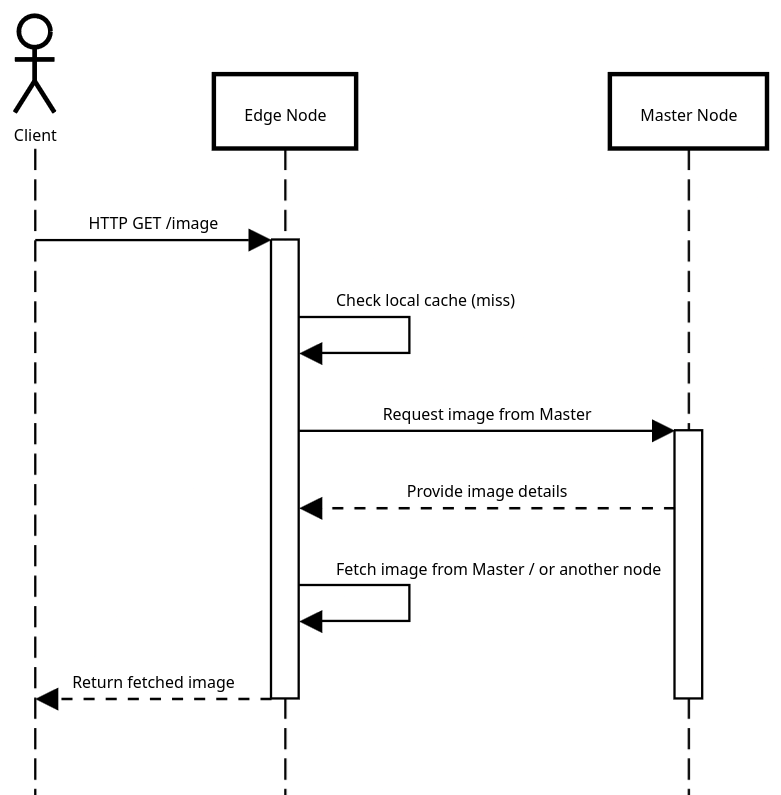 Client
Edge Node
Master Node
HTTP GET /image
Check local cache (miss)
Request image from Master
Provide image details
Fetch image from Master / or another node
Return fetched image